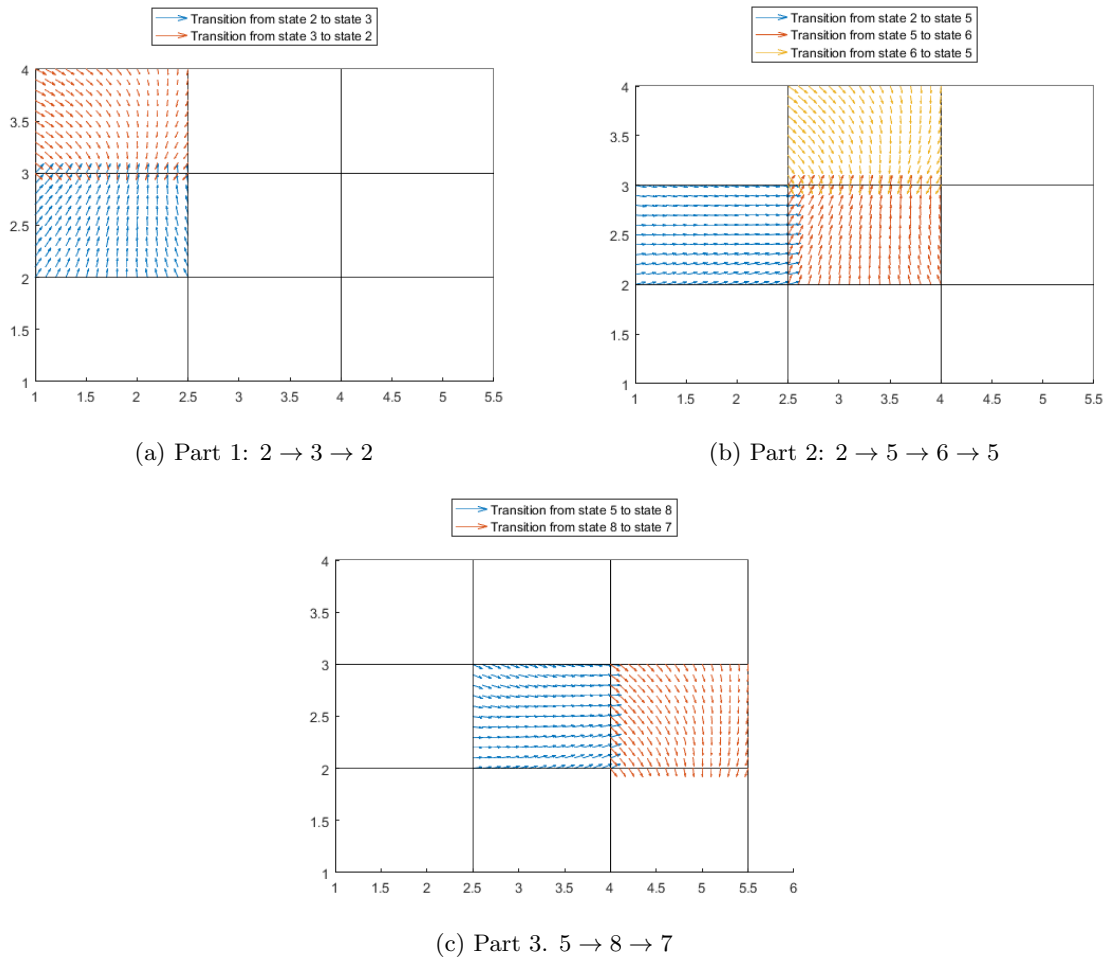 Transition from state 2 to state 3
Transition from state 3 to state 2
4
3.5
3
2.5
2
1.5
1
1 1.5 2 2.5 3 3.5 4 4.5 5 5.5
(a) Part 1: 2 → 3 → 2
Transition from state 2 to state 5
Transition from state 5 to state 6
Transition from state 6 to state 5
4
3.5
3
2.5
2
1.5
1
1 1.5 2 2.5 3 3.5 4 4.5 5 5.5
(b) Part 2: 2 → 5 → 6 → 5
Transition from state 5 to state 8
Transition from state 8 to state 7
4
3.5
3
2.5
2
1.5
1
1 1.5 2 2.5 3 3.5 4 4.5 5 5.5 6
(c) Part 3. 5 → 8 → 7